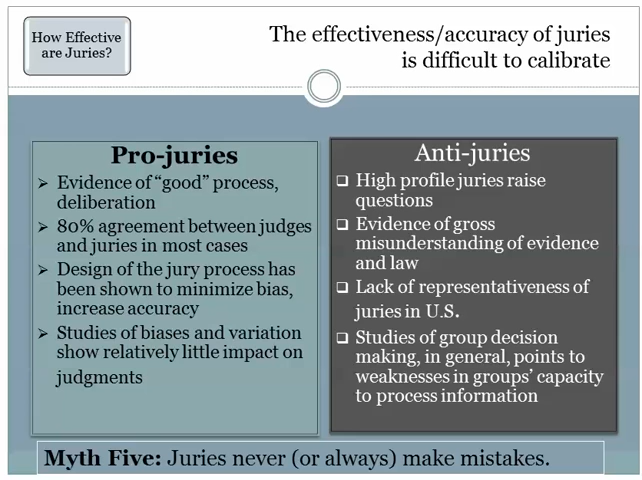 How Effective
are Juries?
The effectiveness/accuracy of juries
is difficult to calibrate
Pro-juries
➢ Evidence of “good” process,
deliberation
➢ 80% agreement between judges
and juries in most cases
➢ Design of the jury process has
been shown to minimize bias,
increase accuracy
➢ Studies of biases and variation
show relatively little impact on
judgments
Anti-juries
❑ High profile juries raise
questions
❑ Evidence of gross
misunderstanding of evidence
and law
❑ Lack of representativeness of
juries in U.S.
❑ Studies of group decision
making, in general, points to
weaknesses in groups’ capacity
to process information
Myth Five: Juries never (or always) make mistakes.